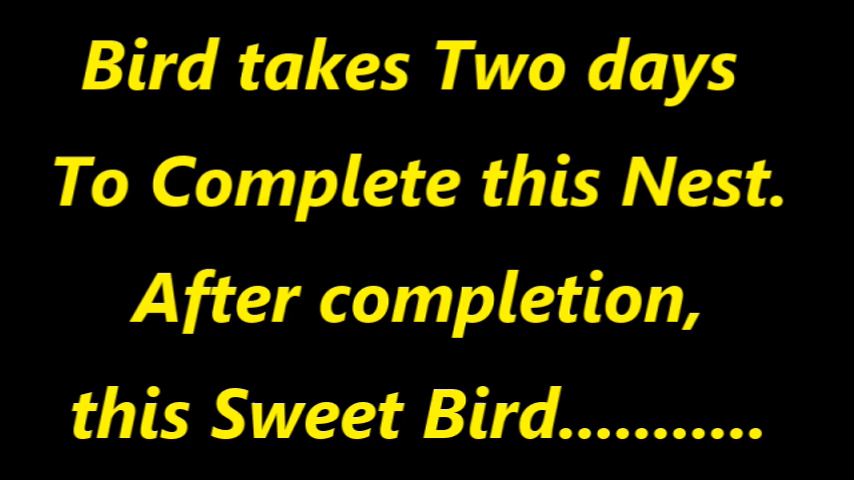 Bird takes Two days
To Complete this Nest.
After completion,
this Sweet Bird...........